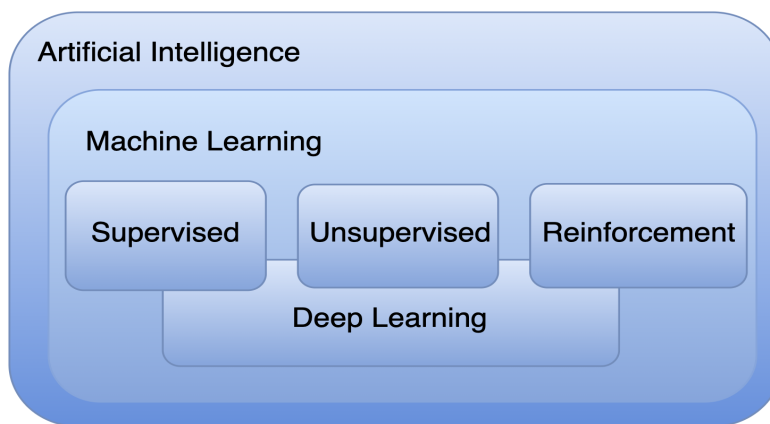 Artificial Intelligence
Machine Learning
Supervised
Unsupervised
Reinforcement
Deep Learning